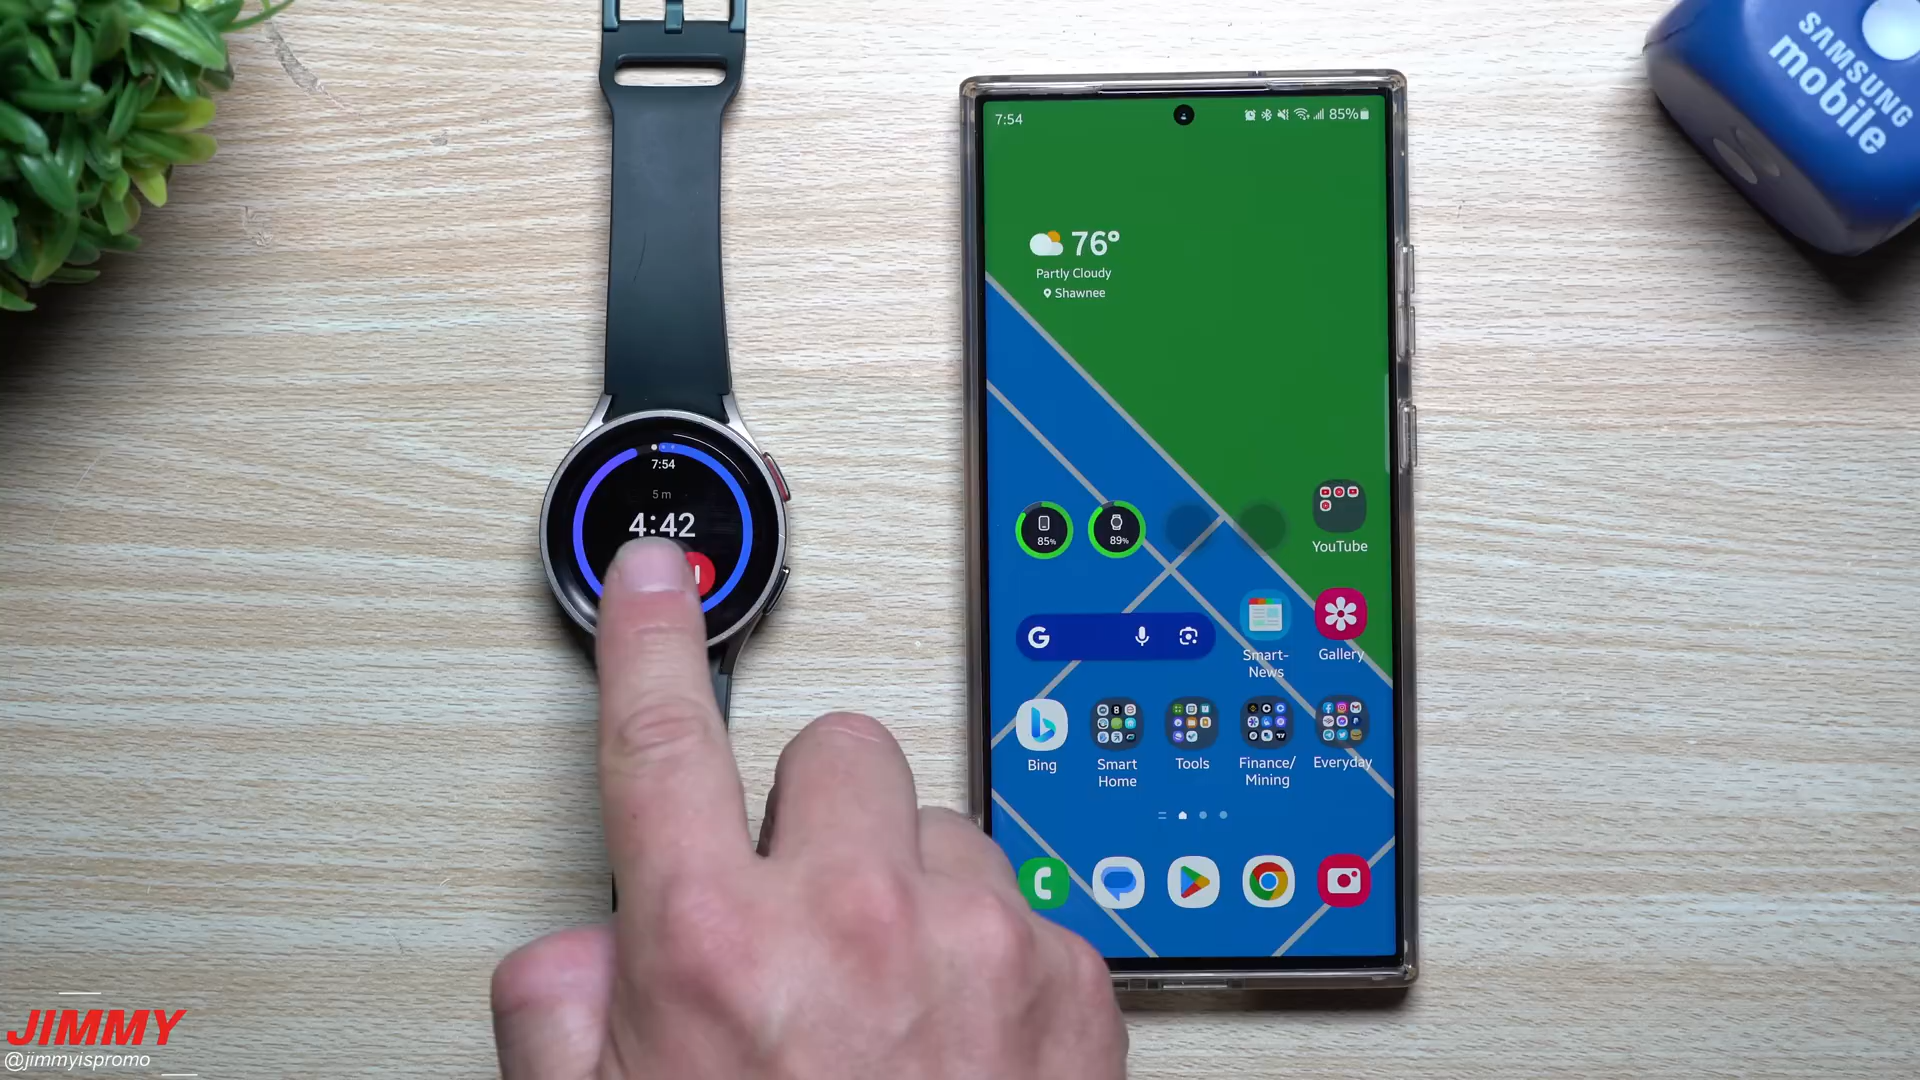 SAMSUNG
mobile
7:54
85%
76°
Partly Cloudy
Shawnee
7:54
5 m
4:42
85%
89%
YouTube
G
Smart-
News
Gallery
Bing
Smart
Home
Tools
Finance/
Mining
Everyday
JIMMY
@jimmyispromo